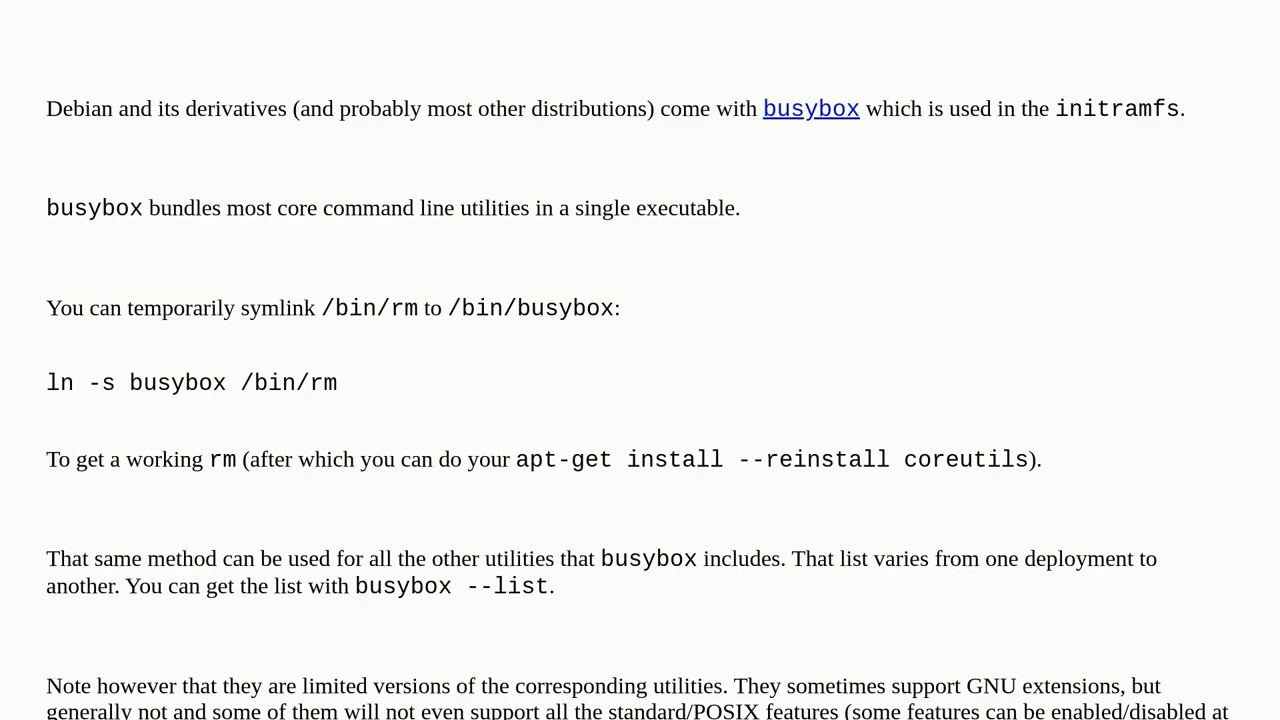 Debian and its derivatives (and probably most other distributions) come with busybox which is used in the initramfs.
busybox bundles most core command line utilities in a single executable.
You can temporarily symlink /bin/rm to /bin/busybox:
ln -s busybox /bin/rm
To get a working rm (after which you can do your apt-get install --reinstall coreutils).
That same method can be used for all the other utilities that busybox includes. That list varies from one deployment to
another. You can get the list with busybox --list.
Note however that they are limited versions of the corresponding utilities. They sometimes support GNU extensions, but
generally not and some of them will not even support all the standard/POSIX features (some features can be enabled/disabled at